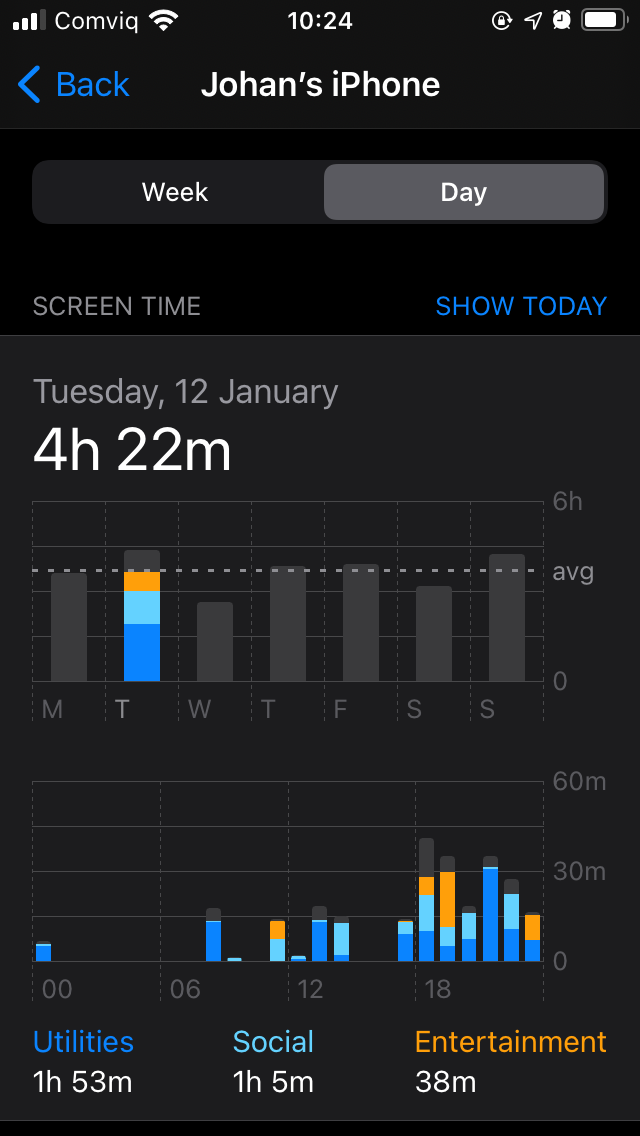 Comviq 10:24
Back Johan’s iPhone
Week Day
SCREEN TIME SHOW TODAY
Tuesday, 12 January
4h 22m
6h
avg
0
M T W T F S S
60m
30m
0
00 06 12 18
Utilities Social Entertainment
1h 53m 1h 5m 38m